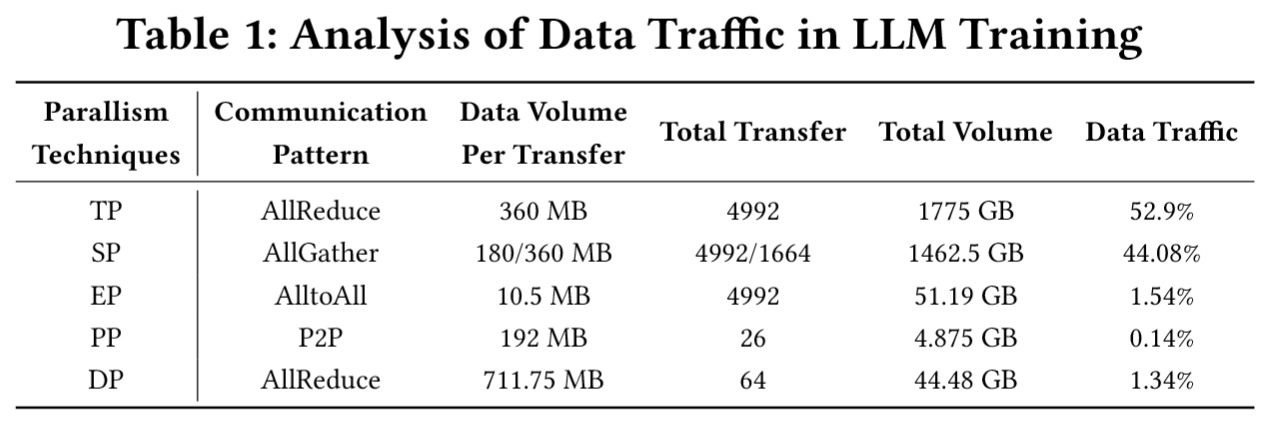 Table 1: Analysis of Data Traffic in LLM Training
Parallism Techniques Communication Pattern Data Volume Per Transfer Total Transfer Total Volume Data Traffic
TP AllReduce 360 MB 4992 1775 GB 52.9%
SP AllGather 180/360 MB 4992/1664 1462.5 GB 44.08%
EP AlltoAll 10.5 MB 4992 51.19 GB 1.54%
PP P2P 192 MB 26 4.875 GB 0.14%
DP AllReduce 711.75 MB 64 44.48 GB 1.34%